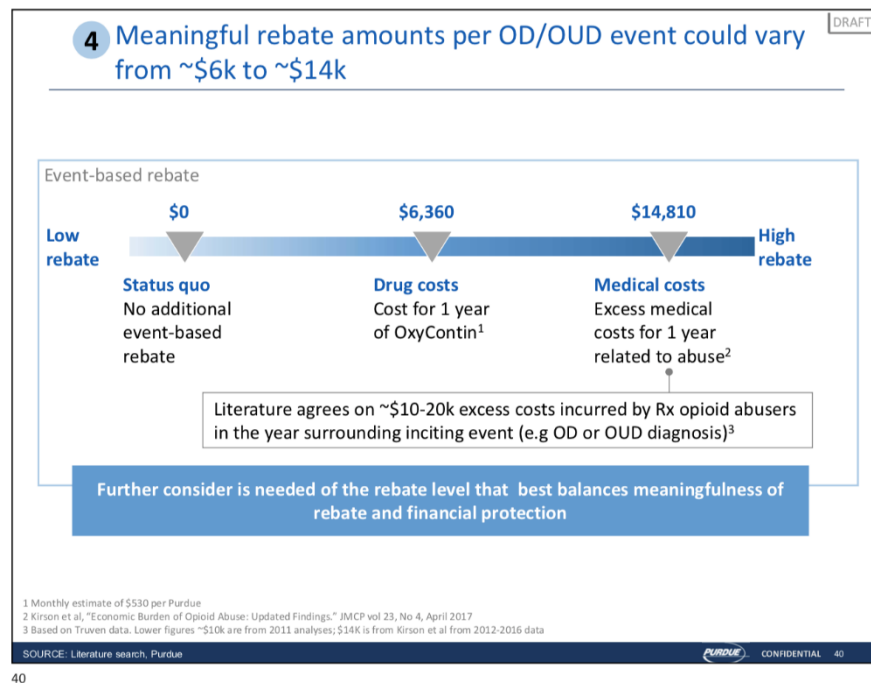 DRAFT
4 Meaningful rebate amounts per OD/OUD event could vary
from ~$6k to ~$14k
Event-based rebate
$0 $6,360 $14,810
Low
rebate
High
rebate
Status quo
No additional
event-based
rebate
Drug costs
Cost for 1 year
of OxyContin1
Medical costs
Excess medical
costs for 1 year
related to abuse2
Literature agrees on ~$10-20k excess costs incurred by Rx opioid abusers
in the year surrounding inciting event (e.g OD or OUD diagnosis)3
Further consider is needed of the rebate level that best balances meaningfulness of
rebate and financial protection
1 Monthly estimate of $530 per Purdue
2 Kirson et al, "Economic Burden of Opioid Abuse: Updated Findings." JMCP vol 23, No 4, April 2017
3 Based on Truven data. Lower figures ~$10k are from 2011 analyses; $14K is from Kirson et al from 2012-2016 data
SOURCE: Literature search, Purdue
PURDUE CONFIDENTIAL 40
40